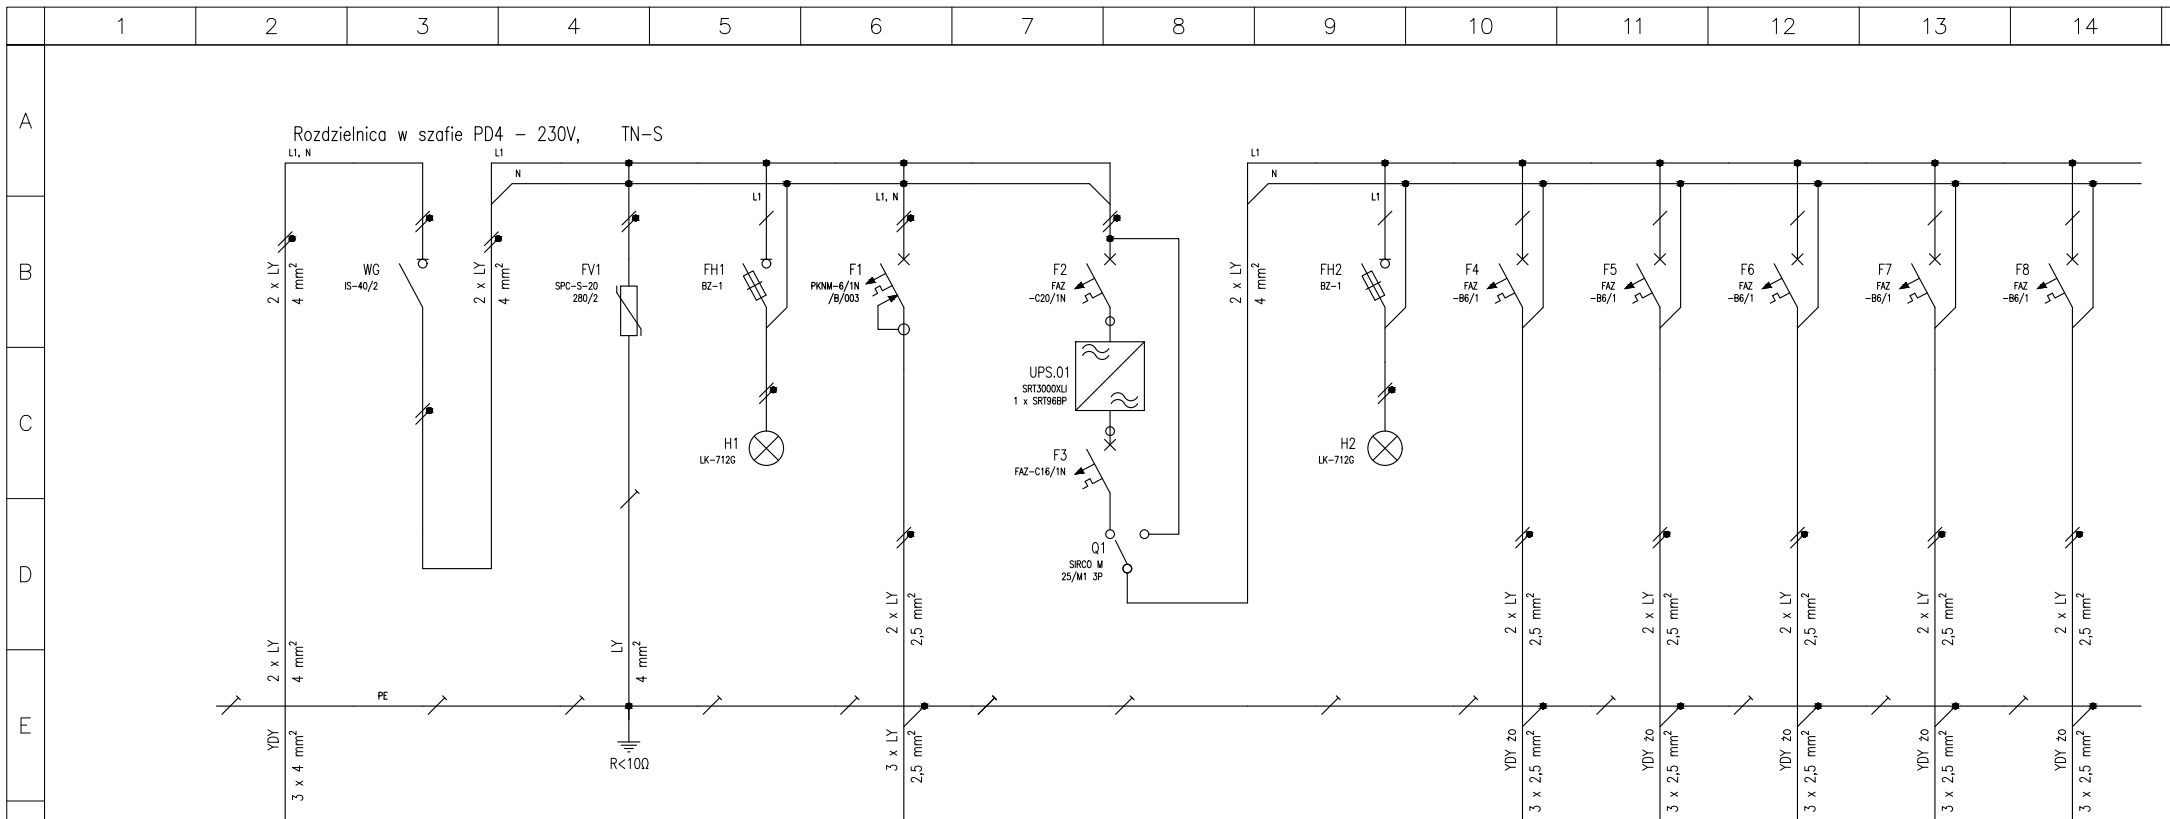 1 2 3 4 5 6 7 8 9 10 11 12 13 14
A
Rozdzielnica w szafie PD4 – 230V, TN–S
L1, N
L1
N
L1
L1, N
L1
N
L1
B
2 x LY
4 mm²
WG
IS–40/2
2 x LY
4 mm²
FV1
SPC–S–20
280/2
FH1
BZ–1
F1
PKNM–6/1N
/B/003
F2
FAZ
–C20/1N
2 x LY
4 mm²
FH2
BZ–1
F4
FAZ
–B6/1
F5
FAZ
–B6/1
F6
FAZ
–B6/1
F7
FAZ
–B6/1
F8
FAZ
–B6/1
C
UPS.01
SRT3000XLI
1 x SRT96BP
H1
LK–712G
F3
FAZ–C16/1N
H2
LK–712G
D
Q1
SIRCO M
25/M1 3P
2 x LY
4 mm²
LY
4 mm²
2 x LY
2,5 mm²
2 x LY
2,5 mm²
2 x LY
2,5 mm²
2 x LY
2,5 mm²
2 x LY
2,5 mm²
2 x LY
2,5 mm²
E
PE
YDY
3 x 4 mm²
R<10Ω
3 x LY
2,5 mm²
YDY żo
3 x 2,5 mm²
YDY żo
3 x 2,5 mm²
YDY żo
3 x 2,5 mm²
YDY żo
3 x 2,5 mm²
YDY żo
3 x 2,5 mm²